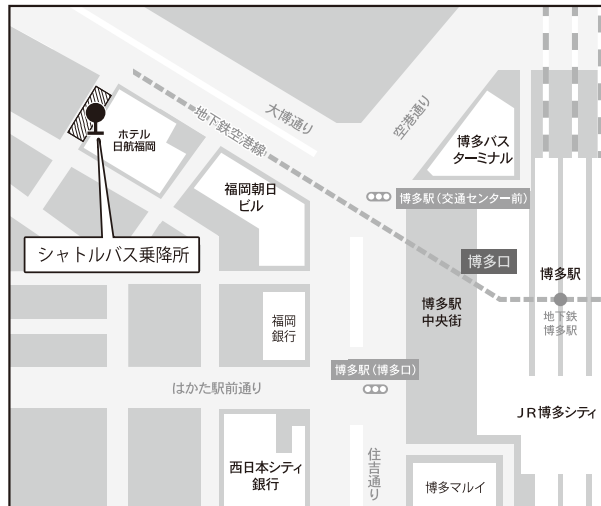 大博通り
空港通り
地下鉄空港線
ホテル
日航福岡
博多バス
ターミナル
福岡朝日
ビル
博多駅(交通センター前)
シャトルバス乗降所
博多口
博多駅
地下鉄
博多駅
博多駅
中央街
福岡
銀行
博多駅(博多口)
はかた駅前通り
JR博多シティ
西日本シティ
銀行
住吉通り
博多マルイ